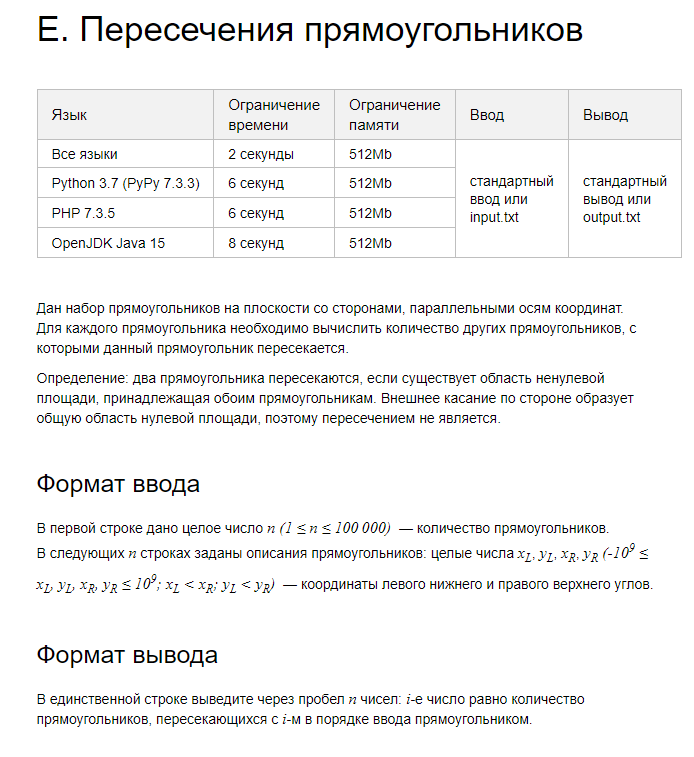 E. Пересечения прямоугольников
Язык
Ограничение времени
Ограничение памяти
Ввод
Вывод
Все языки
2 секунды
512Mb
стандартный ввод или input.txt
стандартный вывод или output.txt
Python 3.7 (PyPy 7.3.3)
6 секунд
512Mb
PHP 7.3.5
6 секунд
512Mb
OpenJDK Java 15
8 секунд
512Mb
Дан набор прямоугольников на плоскости со сторонами, параллельными осям координат.
Для каждого прямоугольника необходимо вычислить количество других прямоугольников, с
которыми данный прямоугольник пересекается.
Определение: два прямоугольника пересекаются, если существует область ненулевой
площади, принадлежащая обоим прямоугольникам. Внешнее касание по стороне образует
общую область нулевой площади, поэтому пересечением не является.
Формат ввода
В первой строке дано целое число n (1 ≤ n ≤ 100 000) — количество прямоугольников.
В следующих n строках заданы описания прямоугольников: целые числа x_L, y_L, x_R, y_R (-10^9 ≤
x_L, y_L, x_R, y_R ≤ 10^9; x_L < x_R; y_L < y_R) — координаты левого нижнего и правого верхнего углов.
Формат вывода
В единственной строке выведите через пробел n чисел: i-е число равно количество
прямоугольников, пересекающихся с i-м в порядке ввода прямоугольником.